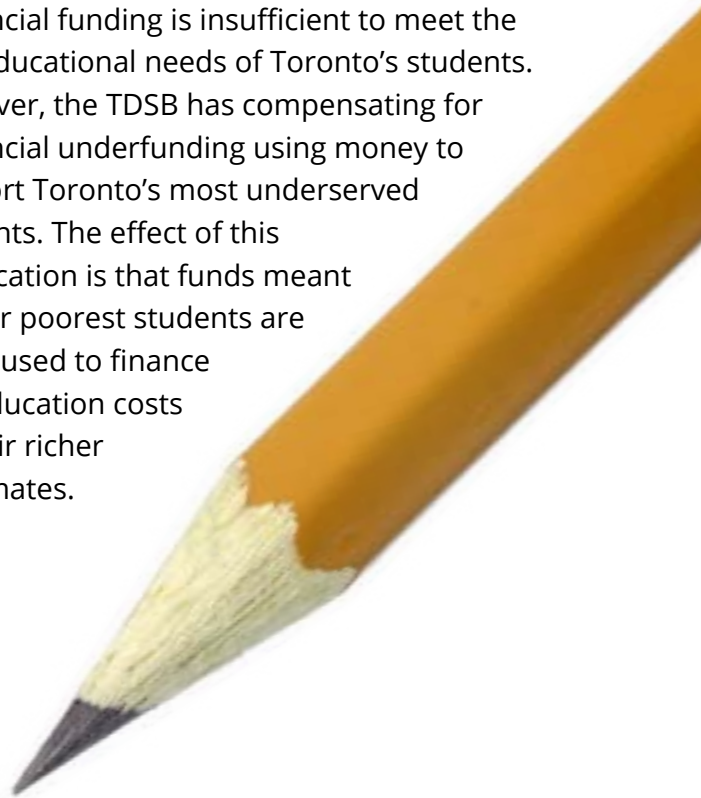 ncial funding is insufficient to meet the
ducational needs of Toronto’s students.
ver, the TDSB has compensating for
ncial underfunding using money to
ort Toronto’s most underserved
nts. The effect of this
cation is that funds meant
r poorest students are
used to finance
ducation costs
ir richer
nates.